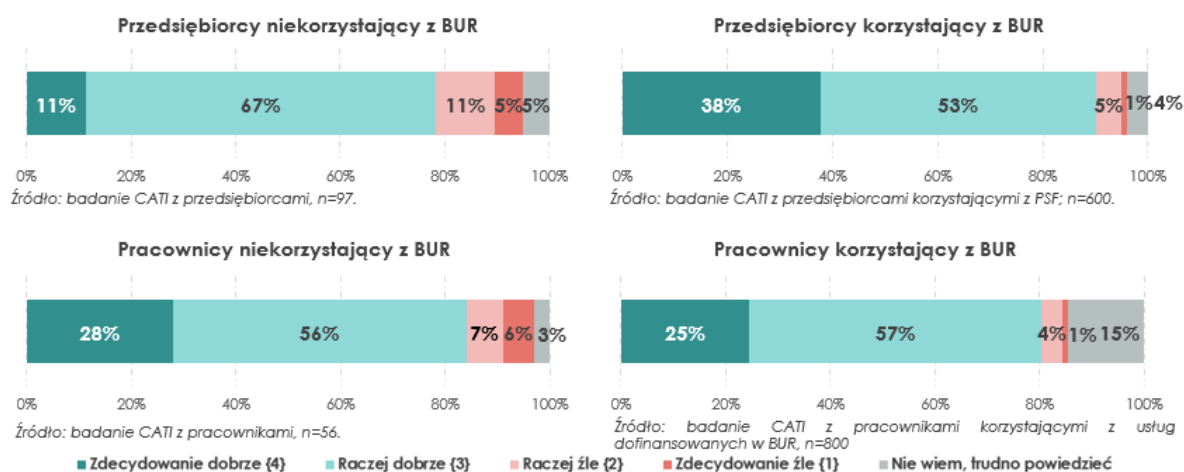 Przedsiębiorcy niekorzystający z BUR
11% 67% 11% 5% 5%
0% 20% 40% 60% 80% 100%
Źródło: badanie CATI z przedsiębiorcami, n=97.
Przedsiębiorcy korzystający z BUR
38% 53% 5% 1% 4%
0% 20% 40% 60% 80% 100%
Źródło: badanie CATI z przedsiębiorcami korzystającymi z PSF; n=600.
Pracownicy niekorzystający z BUR
28% 56% 7% 6% 3%
0% 20% 40% 60% 80% 100%
Źródło: badanie CATI z pracownikami, n=56.
Pracownicy korzystający z BUR
25% 57% 4% 1% 15%
0% 20% 40% 60% 80% 100%
Źródło: badanie CATI z pracownikami korzystającymi z usług
dofinansowanych w BUR, n=800
Zdecydowanie dobrze {4} Raczej dobrze {3} Raczej źle {2} Zdecydowanie źle {1} Nie wiem, trudno powiedzieć